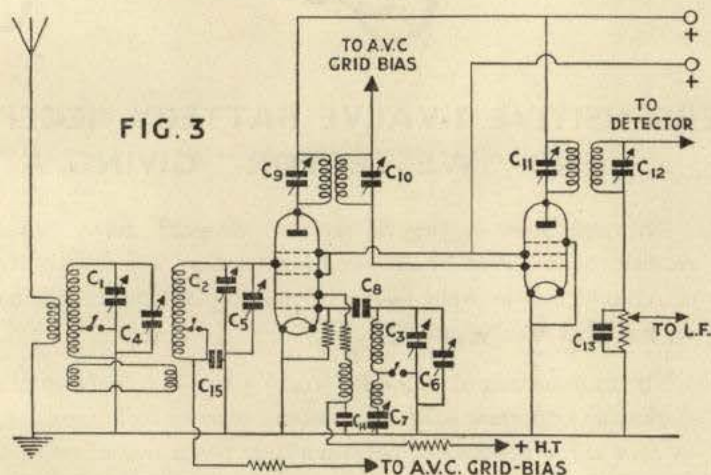 TO A.V.C
GRID BIAS
+
+
FIG. 3
TO
DETECTOR
C9
C10
C11
C12
C1
C2
C4
C5
C8
C3
C6
C13
TO L.F.
C15
C14
C7
+ H.T
TO A.V.C. GRID-BIAS